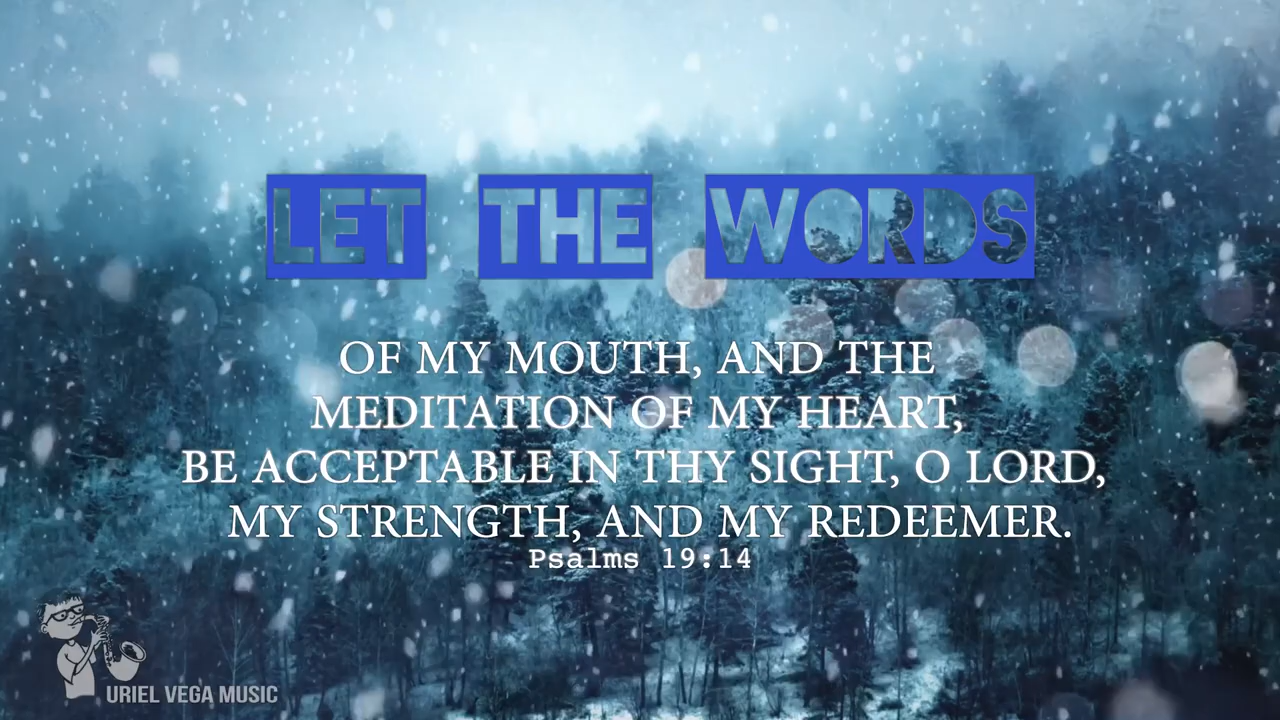 LET THE WORDS
OF MY MOUTH, AND THE
MEDITATION OF MY HEART,
BE ACCEPTABLE IN THY SIGHT, O LORD,
MY STRENGTH, AND MY REDEEMER.
Psalms 19:14
URIEL VEGA MUSIC